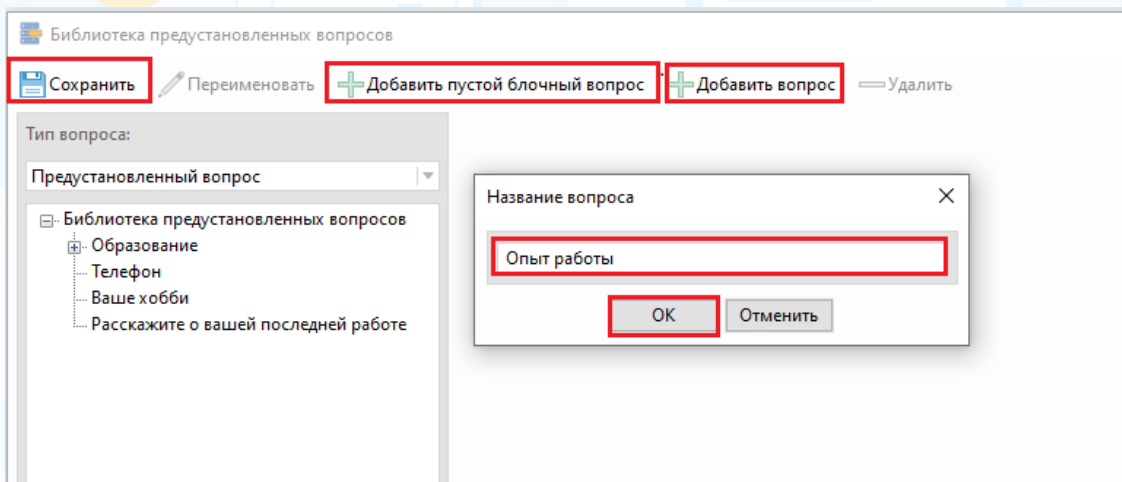 Библиотека предустановленных вопросов
Сохранить Переименовать Добавить пустой блочный вопрос Добавить вопрос Удалить
Тип вопроса:
Предустановленный вопрос
Библиотека предустановленных вопросов
Образование
Телефон
Ваше хобби
Расскажите о вашей последней работе
Название вопроса
Опыт работы
ОК Отменить